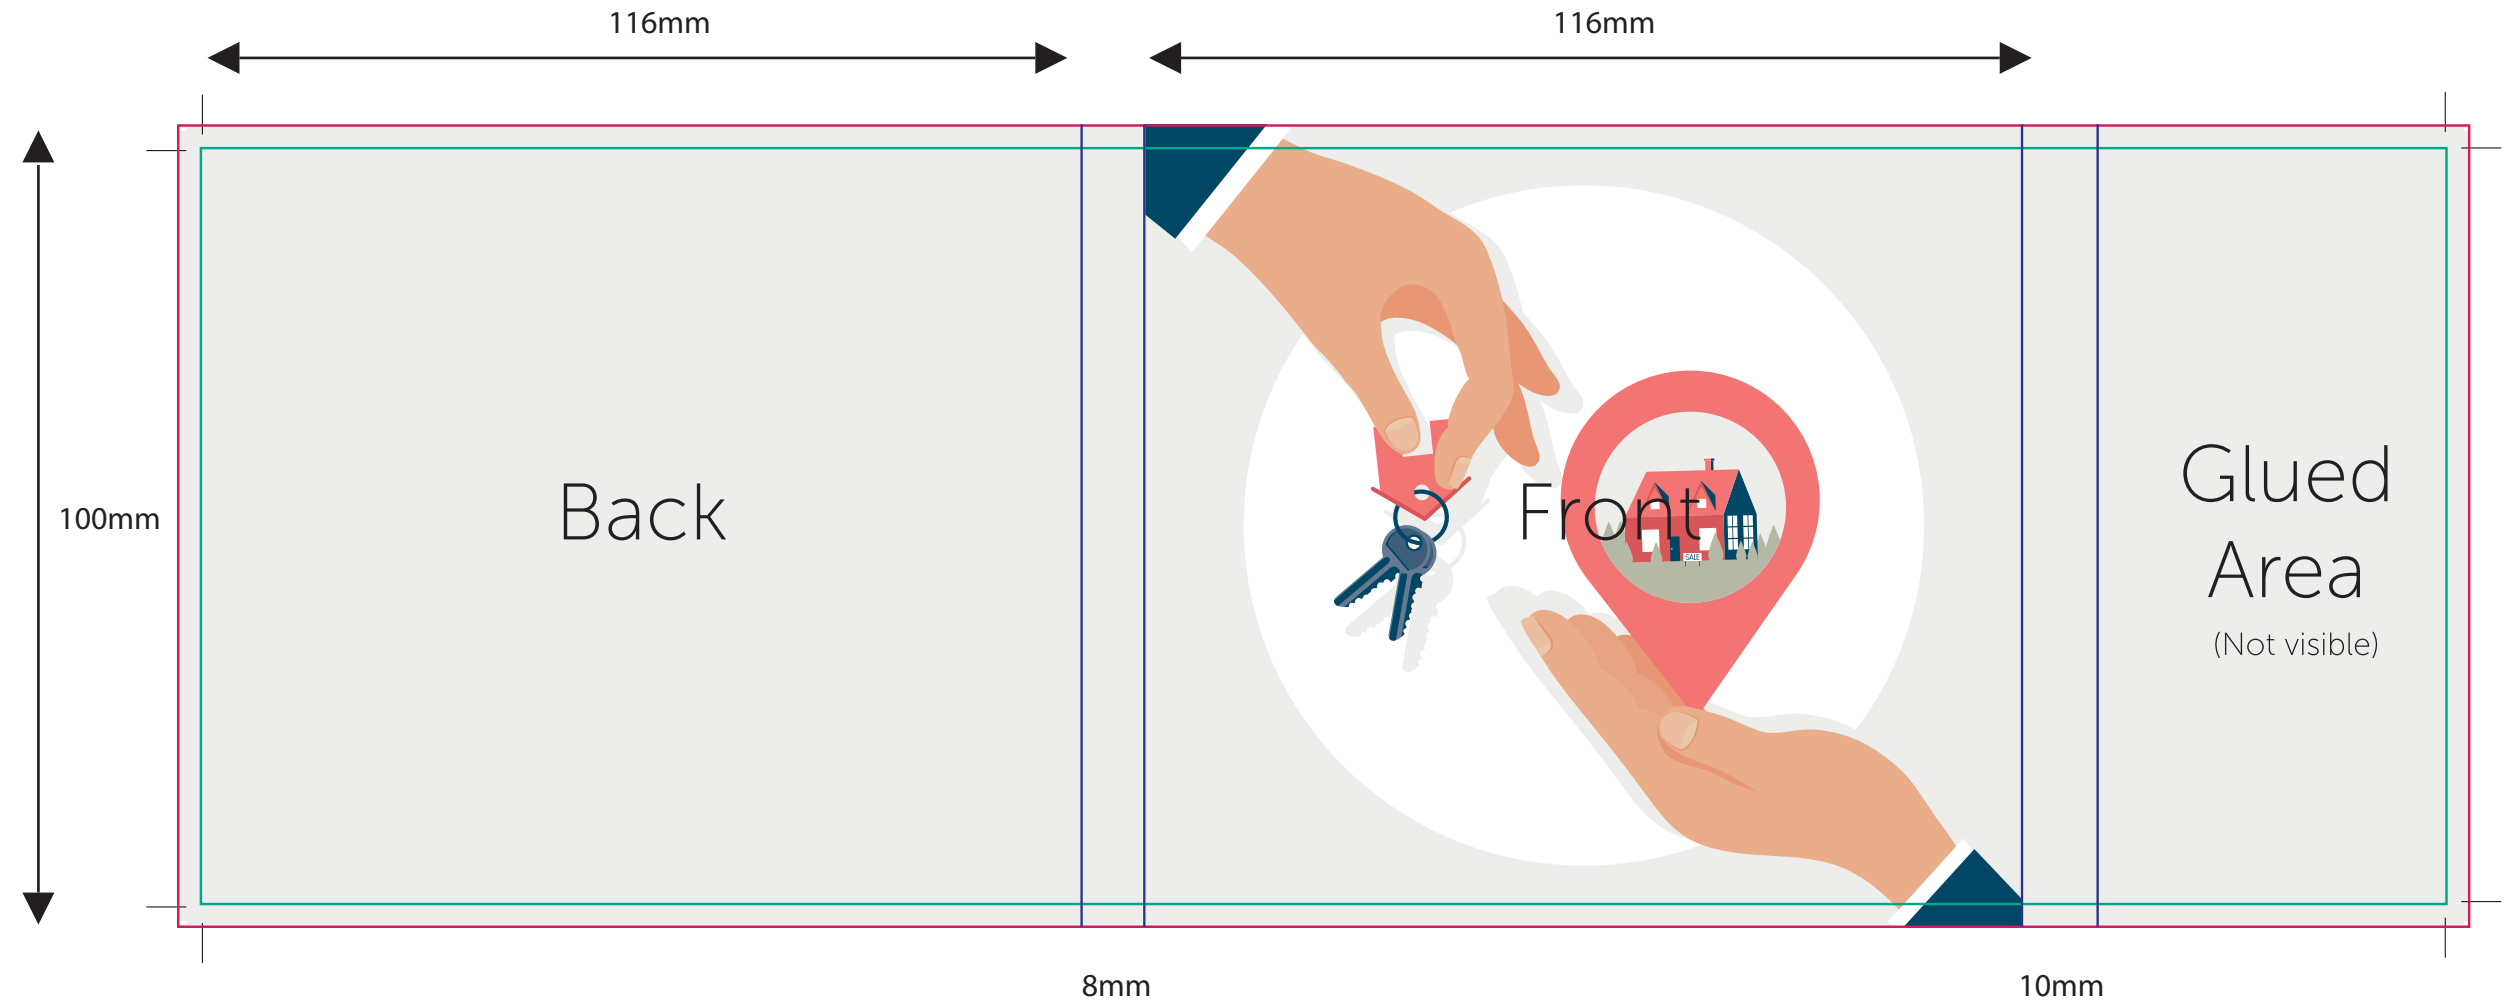 116mm
116mm
100mm
Back
Front
SALE
Glued
Area
(Not visible)
8mm
10mm